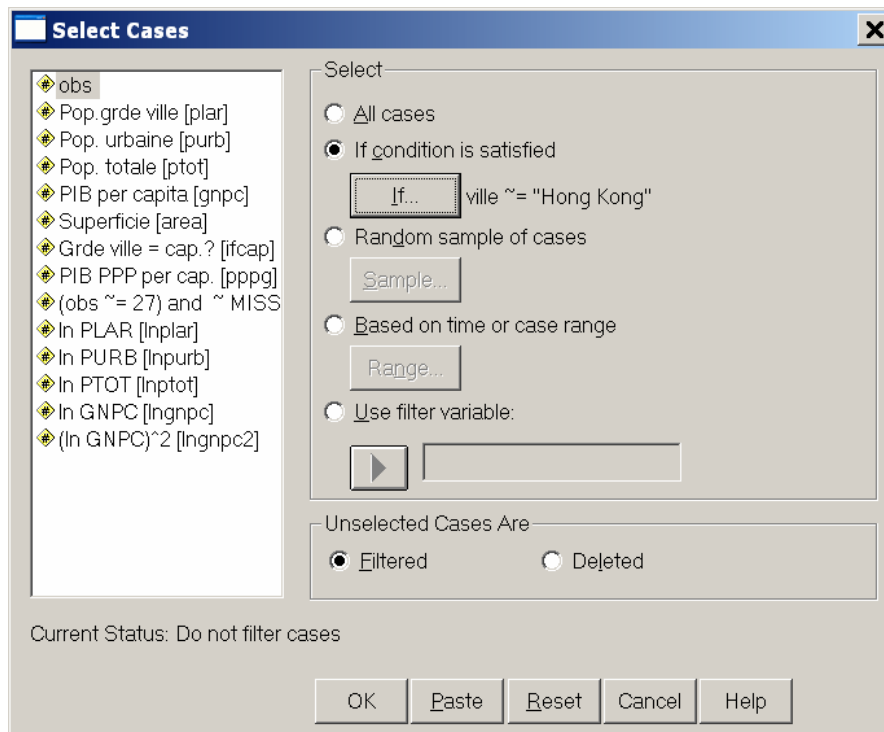 Select Cases
obs
Pop.grde ville [plar]
Pop. urbaine [purb]
Pop. totale [ptot]
PIB per capita [gnpc]
Superficie [area]
Grde ville = cap.? [ifcap]
PIB PPP per cap. [pppg]
(obs ~= 27) and ~ MISS
ln PLAR [lnplar]
ln PURB [lnpurb]
ln PTOT [lnptot]
ln GNPC [lngnpc]
(ln GNPC)^2 [lngnpc2]
Select
All cases
If condition is satisfied
If... ville ~= "Hong Kong"
Random sample of cases
Sample...
Based on time or case range
Range...
Use filter variable:
Unselected Cases Are
Filtered Deleted
Current Status: Do not filter cases
OK Paste Reset Cancel Help